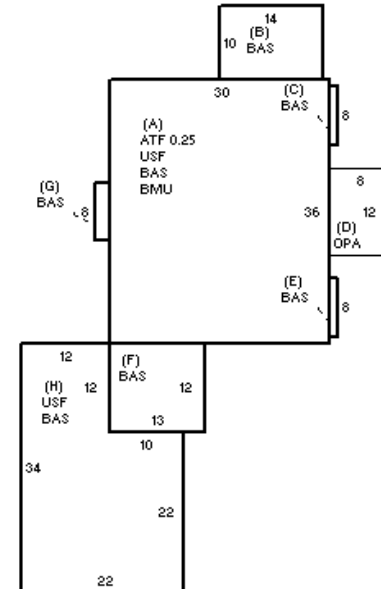 14
10
(B)
BAS
30
(C)
BAS
8
(A)
ATF 0.25
USF
BAS
BMU
(G)
BAS
8
36
8
12
(D)
OPA
(E)
BAS
8
12
(H)
USF
BAS
12
(F)
BAS
12
13
10
34
22
22